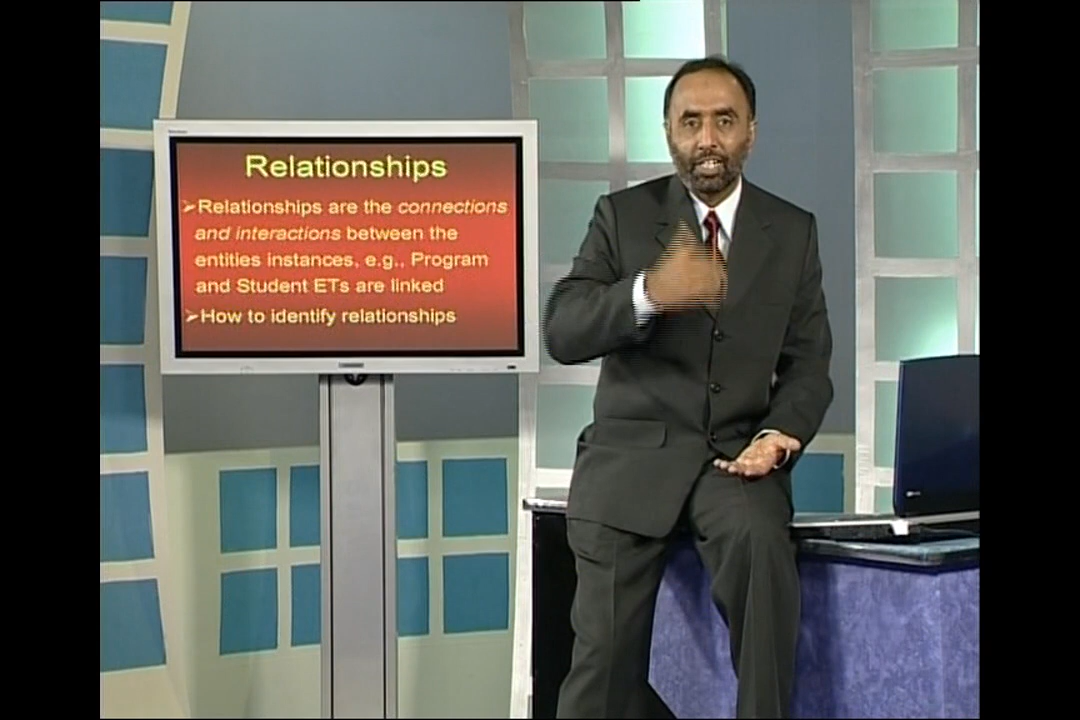 Relationships
➢Relationships are the connections
and interactions between the
entities instances, e.g., Program
and Student ETs are linked
➢How to identify relationships